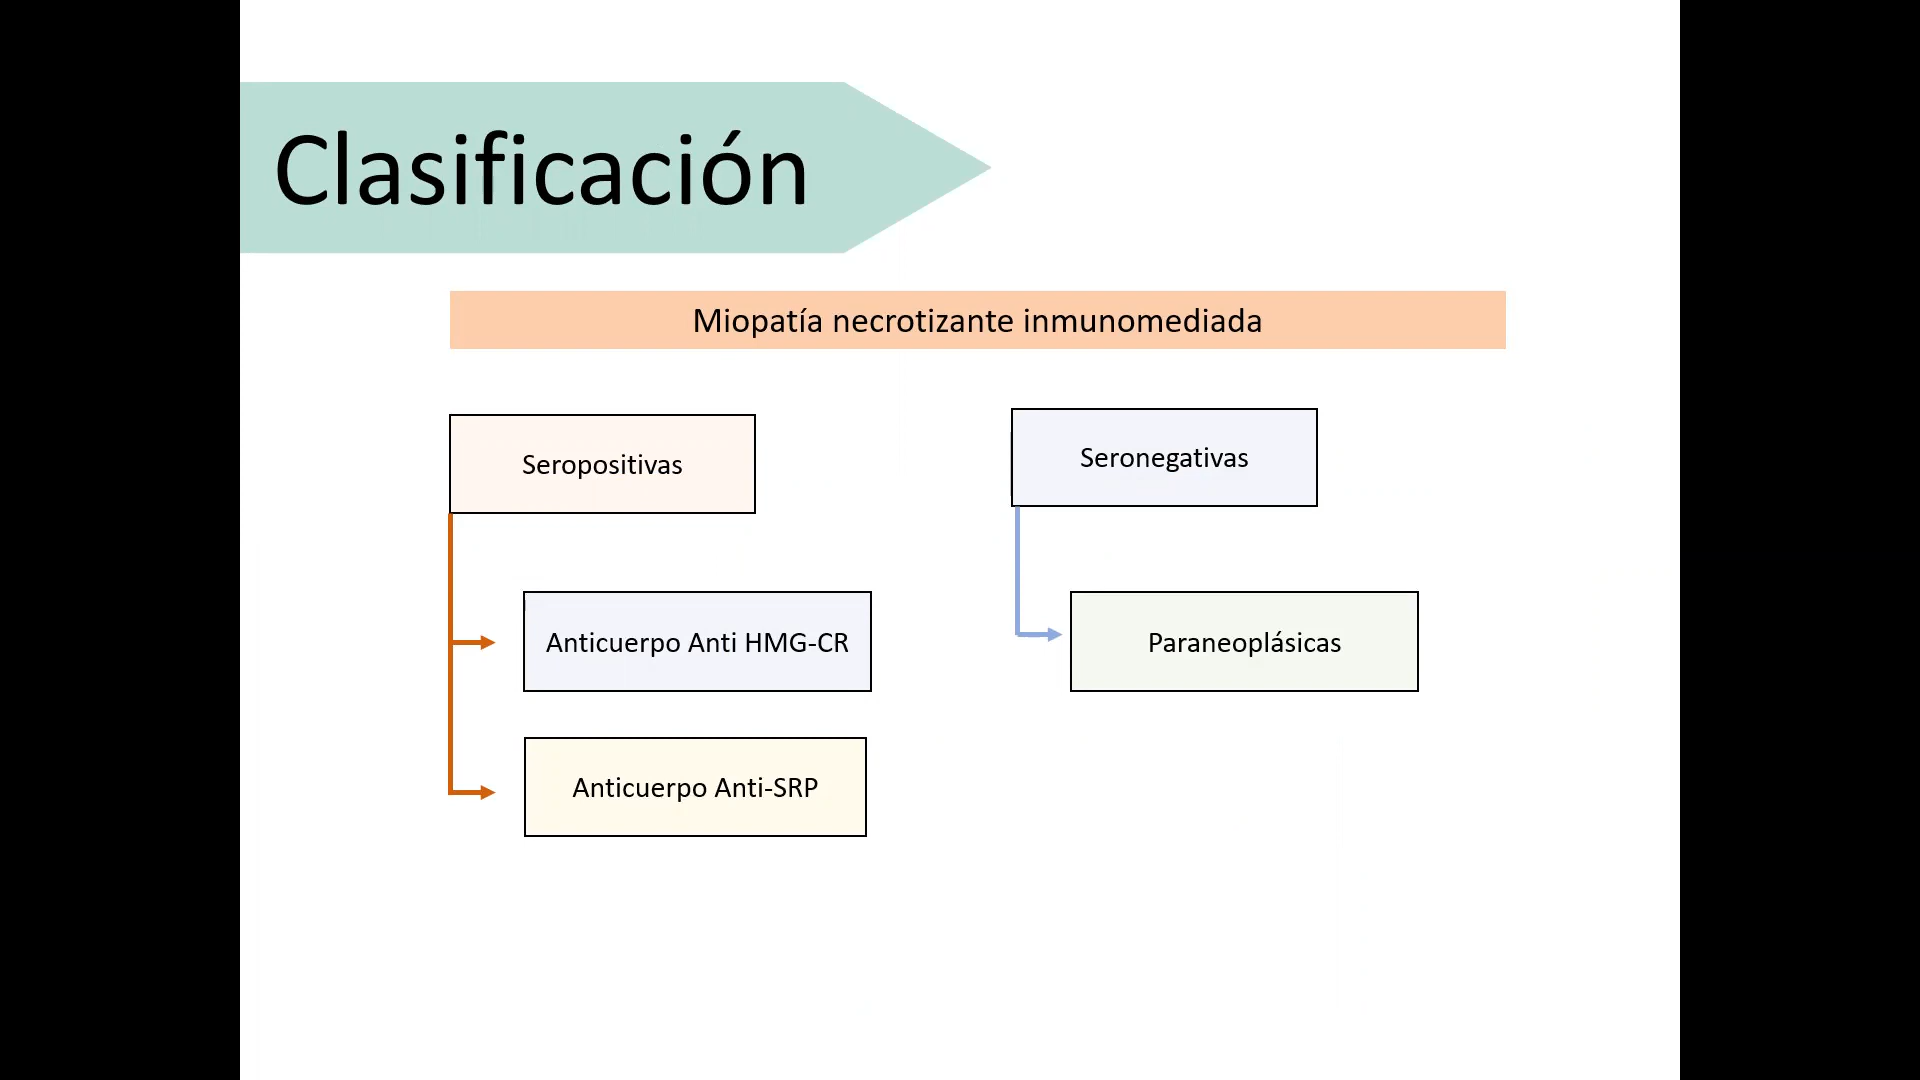 Clasificación
Miopatía necrotizante inmunomediada
Seropositivas
Anticuerpo Anti HMG-CR
Anticuerpo Anti-SRP
Seronegativas
Paraneoplásicas